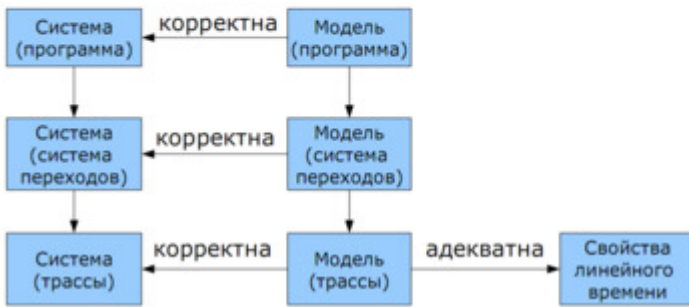 Система
(программа)
корректна
Модель
(программа)
Система
(система
переходов)
корректна
Модель
(система
переходов)
Система
(трассы)
корректна
Модель
(трассы)
адекватна
Свойства
линейного
времени